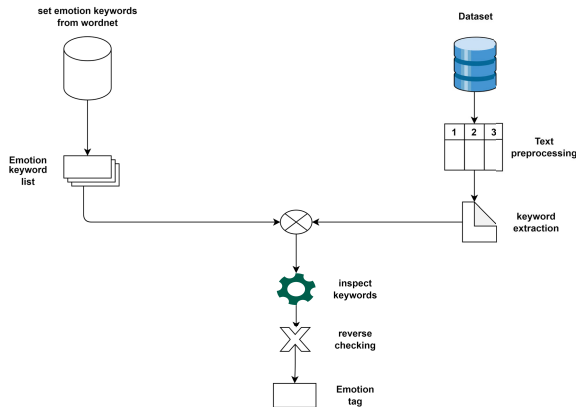 set emotion keywords
from wordnet
Dataset
1 2 3
Text
preprocessing
Emotion
keyword
list
keyword
extraction
inspect
keywords
reverse
checking
Emotion
tag